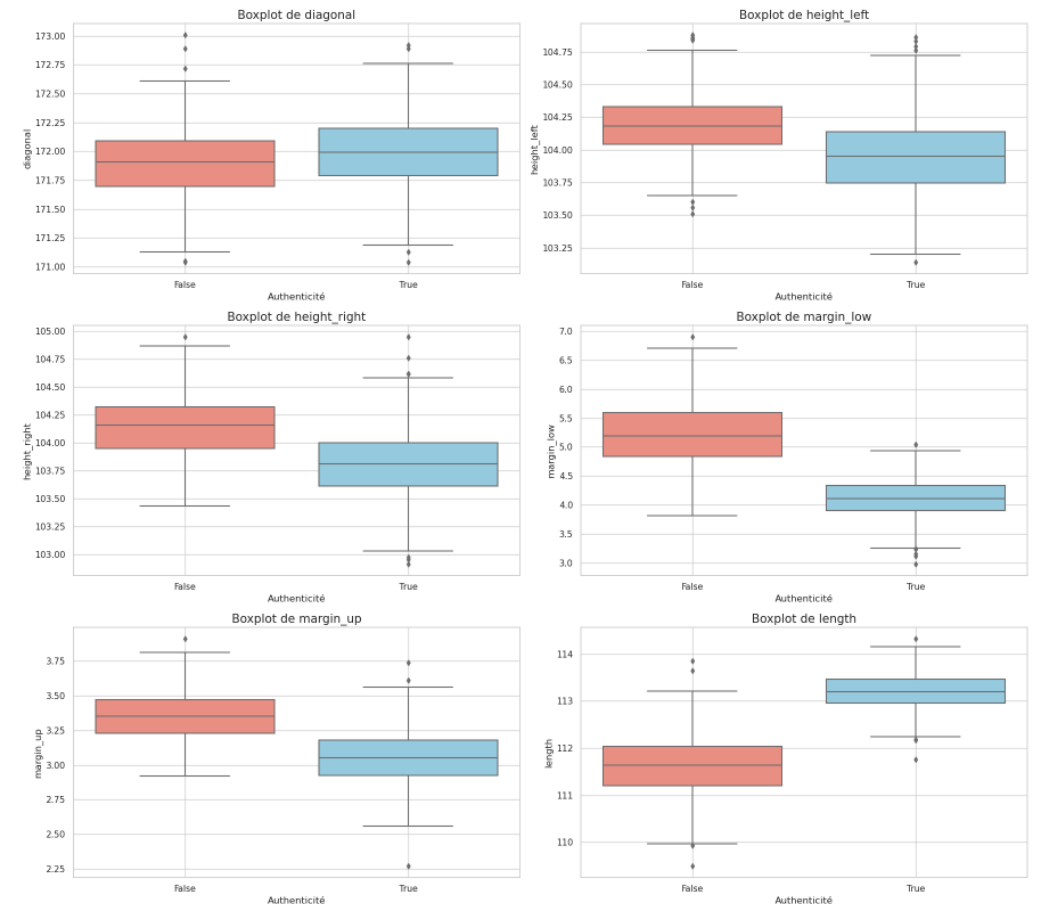 Boxplot de diagonal
173.00
172.75
172.50
172.25
172.00
171.75
171.50
171.25
171.00
diagonal
False
True
Authenticité
Boxplot de height_left
104.75
104.50
104.25
104.00
103.75
103.50
103.25
height_left
False
True
Authenticité
Boxplot de height_right
105.00
104.75
104.50
104.25
104.00
103.75
103.50
103.25
103.00
height_right
False
True
Authenticité
Boxplot de margin_low
7.0
6.5
6.0
5.5
5.0
4.5
4.0
3.5
3.0
margin_low
False
True
Authenticité
Boxplot de margin_up
3.75
3.50
3.25
3.00
2.75
2.50
2.25
margin_up
False
True
Authenticité
Boxplot de length
114
113
112
111
110
length
False
True
Authenticité